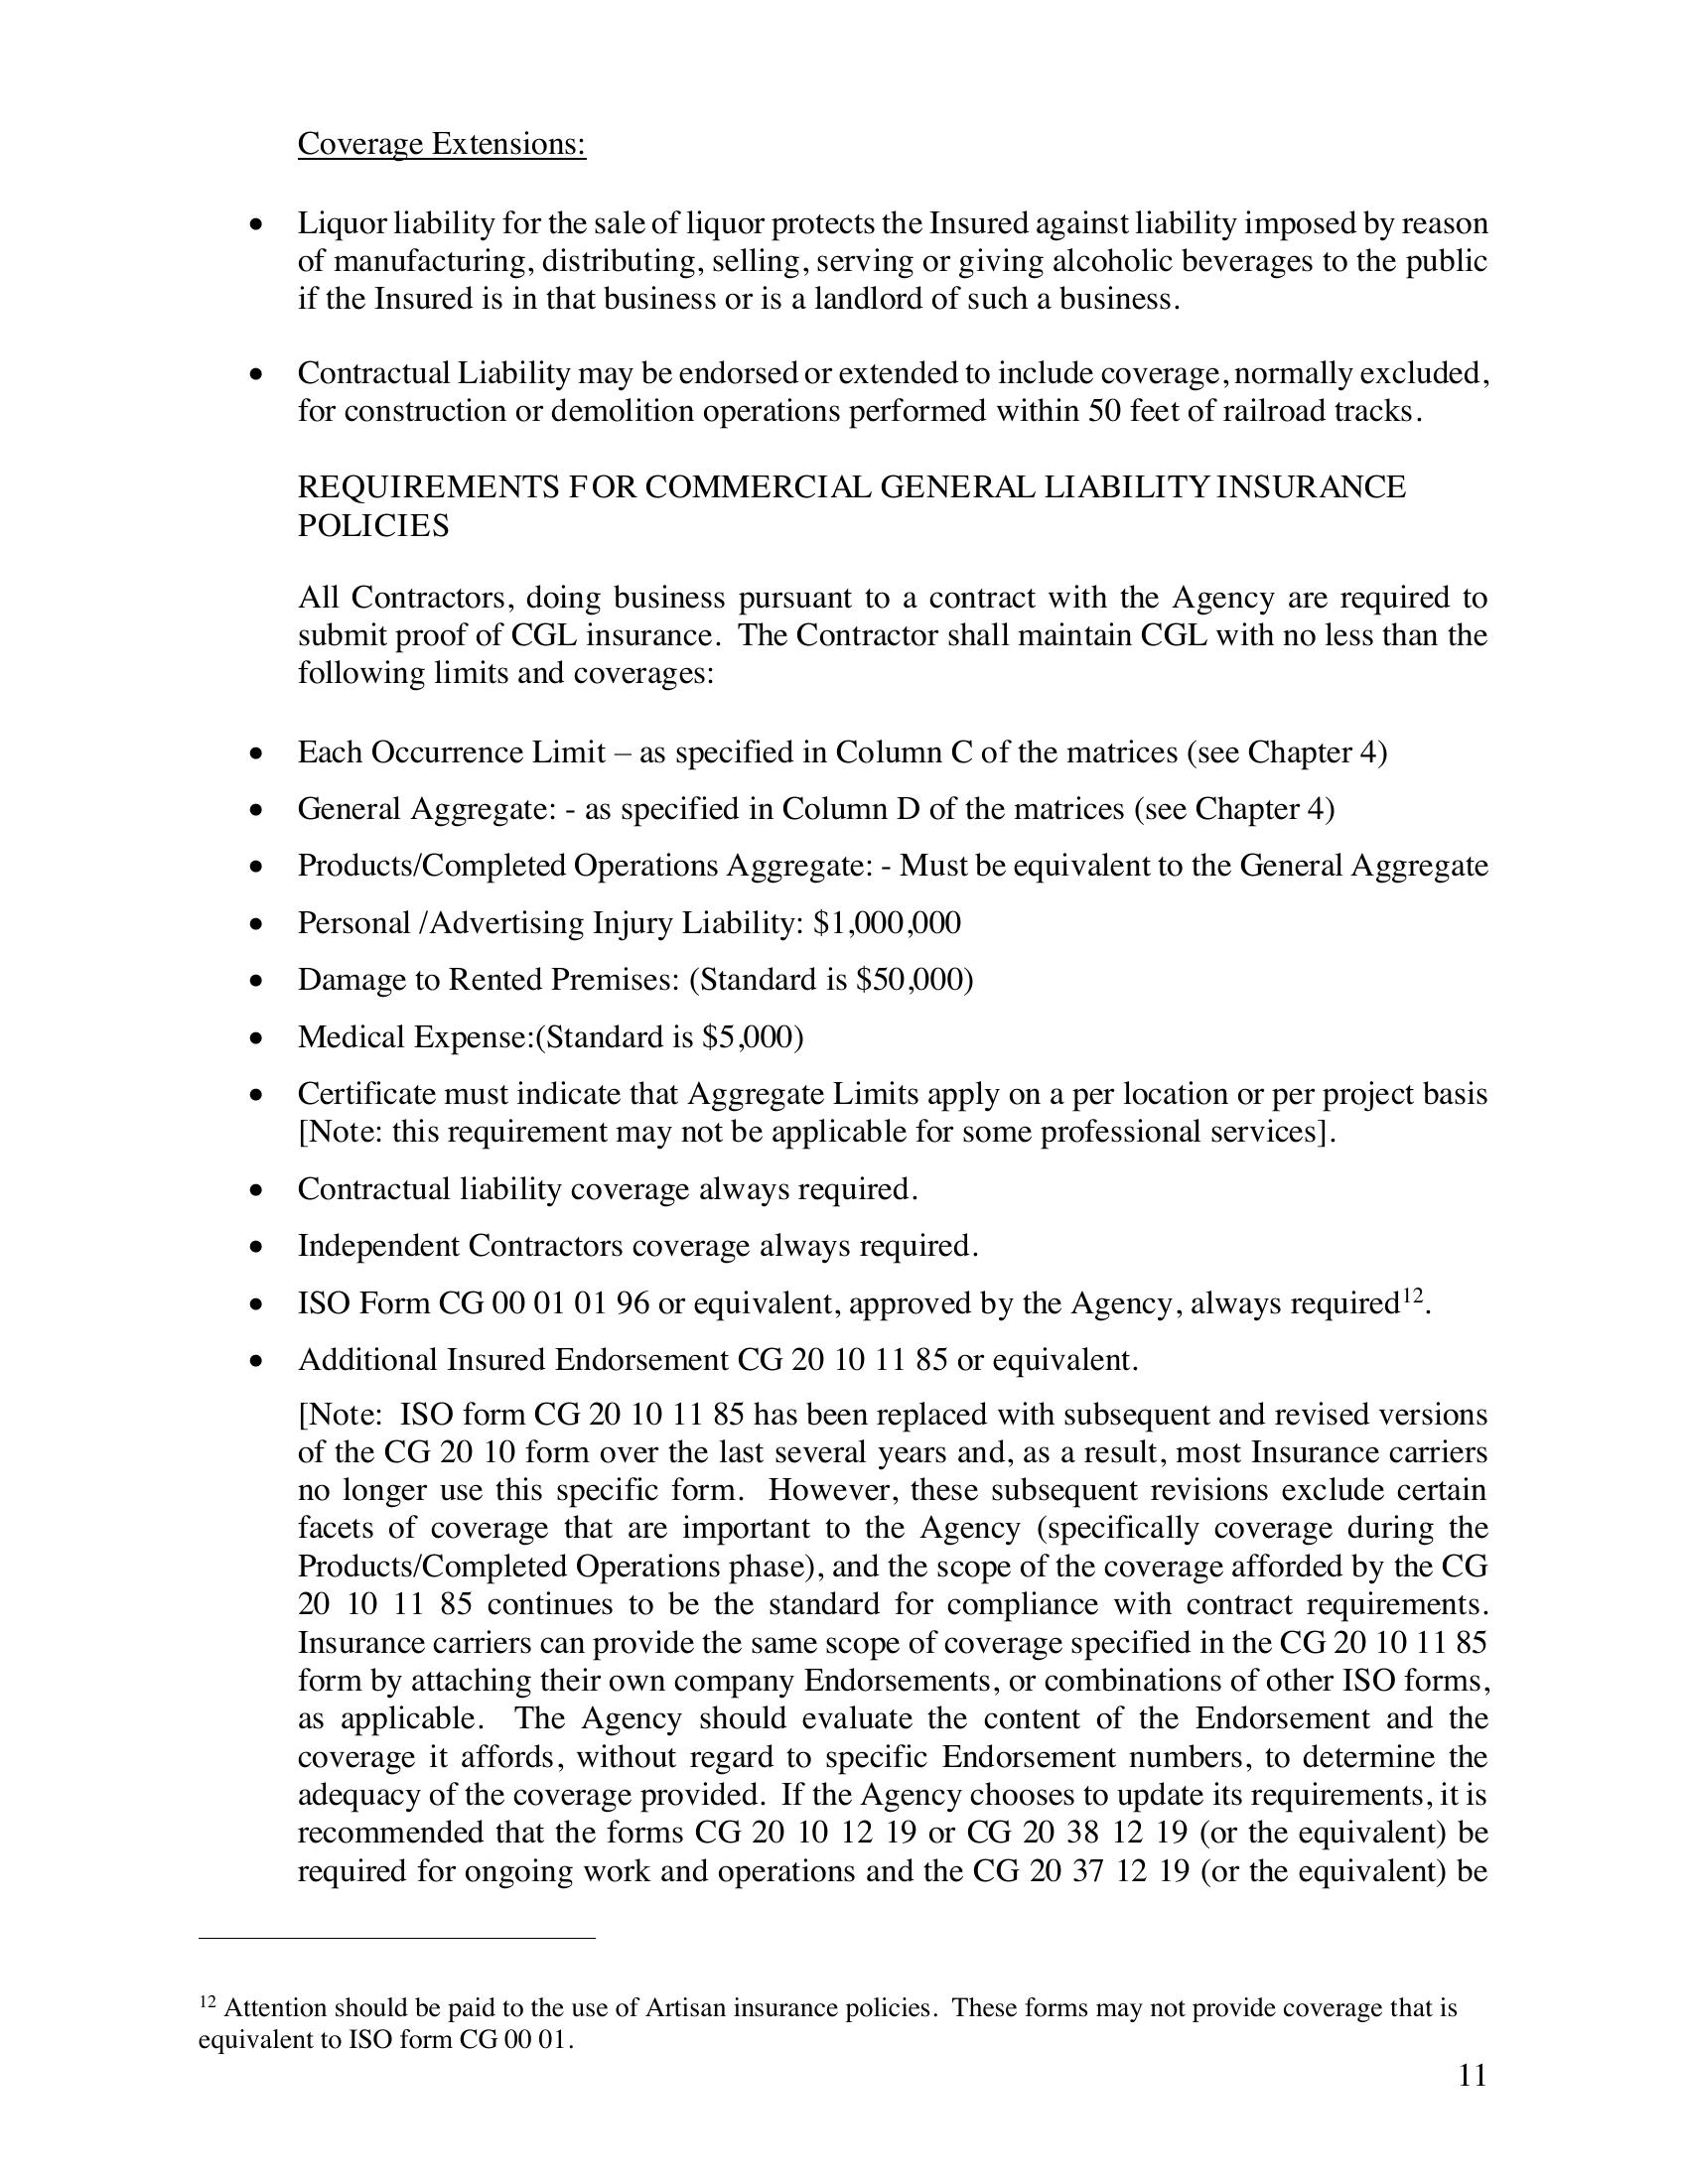 Coverage Extensions:
• Liquor liability for the sale of liquor protects the Insured against liability imposed by reason
of manufacturing, distributing, selling, serving or giving alcoholic beverages to the public
if the Insured is in that business or is a landlord of such a business.
• Contractual Liability may be endorsed or extended to include coverage, normally excluded,
for construction or demolition operations performed within 50 feet of railroad tracks.
REQUIREMENTS FOR COMMERCIAL GENERAL LIABILITY INSURANCE
POLICIES
All Contractors, doing business pursuant to a contract with the Agency are required to
submit proof of CGL insurance. The Contractor shall maintain CGL with no less than the
following limits and coverages:
• Each Occurrence Limit – as specified in Column C of the matrices (see Chapter 4)
• General Aggregate: - as specified in Column D of the matrices (see Chapter 4)
• Products/Completed Operations Aggregate: - Must be equivalent to the General Aggregate
• Personal /Advertising Injury Liability: $1,000,000
• Damage to Rented Premises: (Standard is $50,000)
• Medical Expense:(Standard is $5,000)
• Certificate must indicate that Aggregate Limits apply on a per location or per project basis
[Note: this requirement may not be applicable for some professional services].
• Contractual liability coverage always required.
• Independent Contractors coverage always required.
• ISO Form CG 00 01 01 96 or equivalent, approved by the Agency, always required¹².
• Additional Insured Endorsement CG 20 10 11 85 or equivalent.
[Note: ISO form CG 20 10 11 85 has been replaced with subsequent and revised versions
of the CG 20 10 form over the last several years and, as a result, most Insurance carriers
no longer use this specific form. However, these subsequent revisions exclude certain
facets of coverage that are important to the Agency (specifically coverage during the
Products/Completed Operations phase), and the scope of the coverage afforded by the CG
20 10 11 85 continues to be the standard for compliance with contract requirements.
Insurance carriers can provide the same scope of coverage specified in the CG 20 10 11 85
form by attaching their own company Endorsements, or combinations of other ISO forms,
as applicable. The Agency should evaluate the content of the Endorsement and the
coverage it affords, without regard to specific Endorsement numbers, to determine the
adequacy of the coverage provided. If the Agency chooses to update its requirements, it is
recommended that the forms CG 20 10 12 19 or CG 20 38 12 19 (or the equivalent) be
required for ongoing work and operations and the CG 20 37 12 19 (or the equivalent) be
¹² Attention should be paid to the use of Artisan insurance policies. These forms may not provide coverage that is
equivalent to ISO form CG 00 01.
11